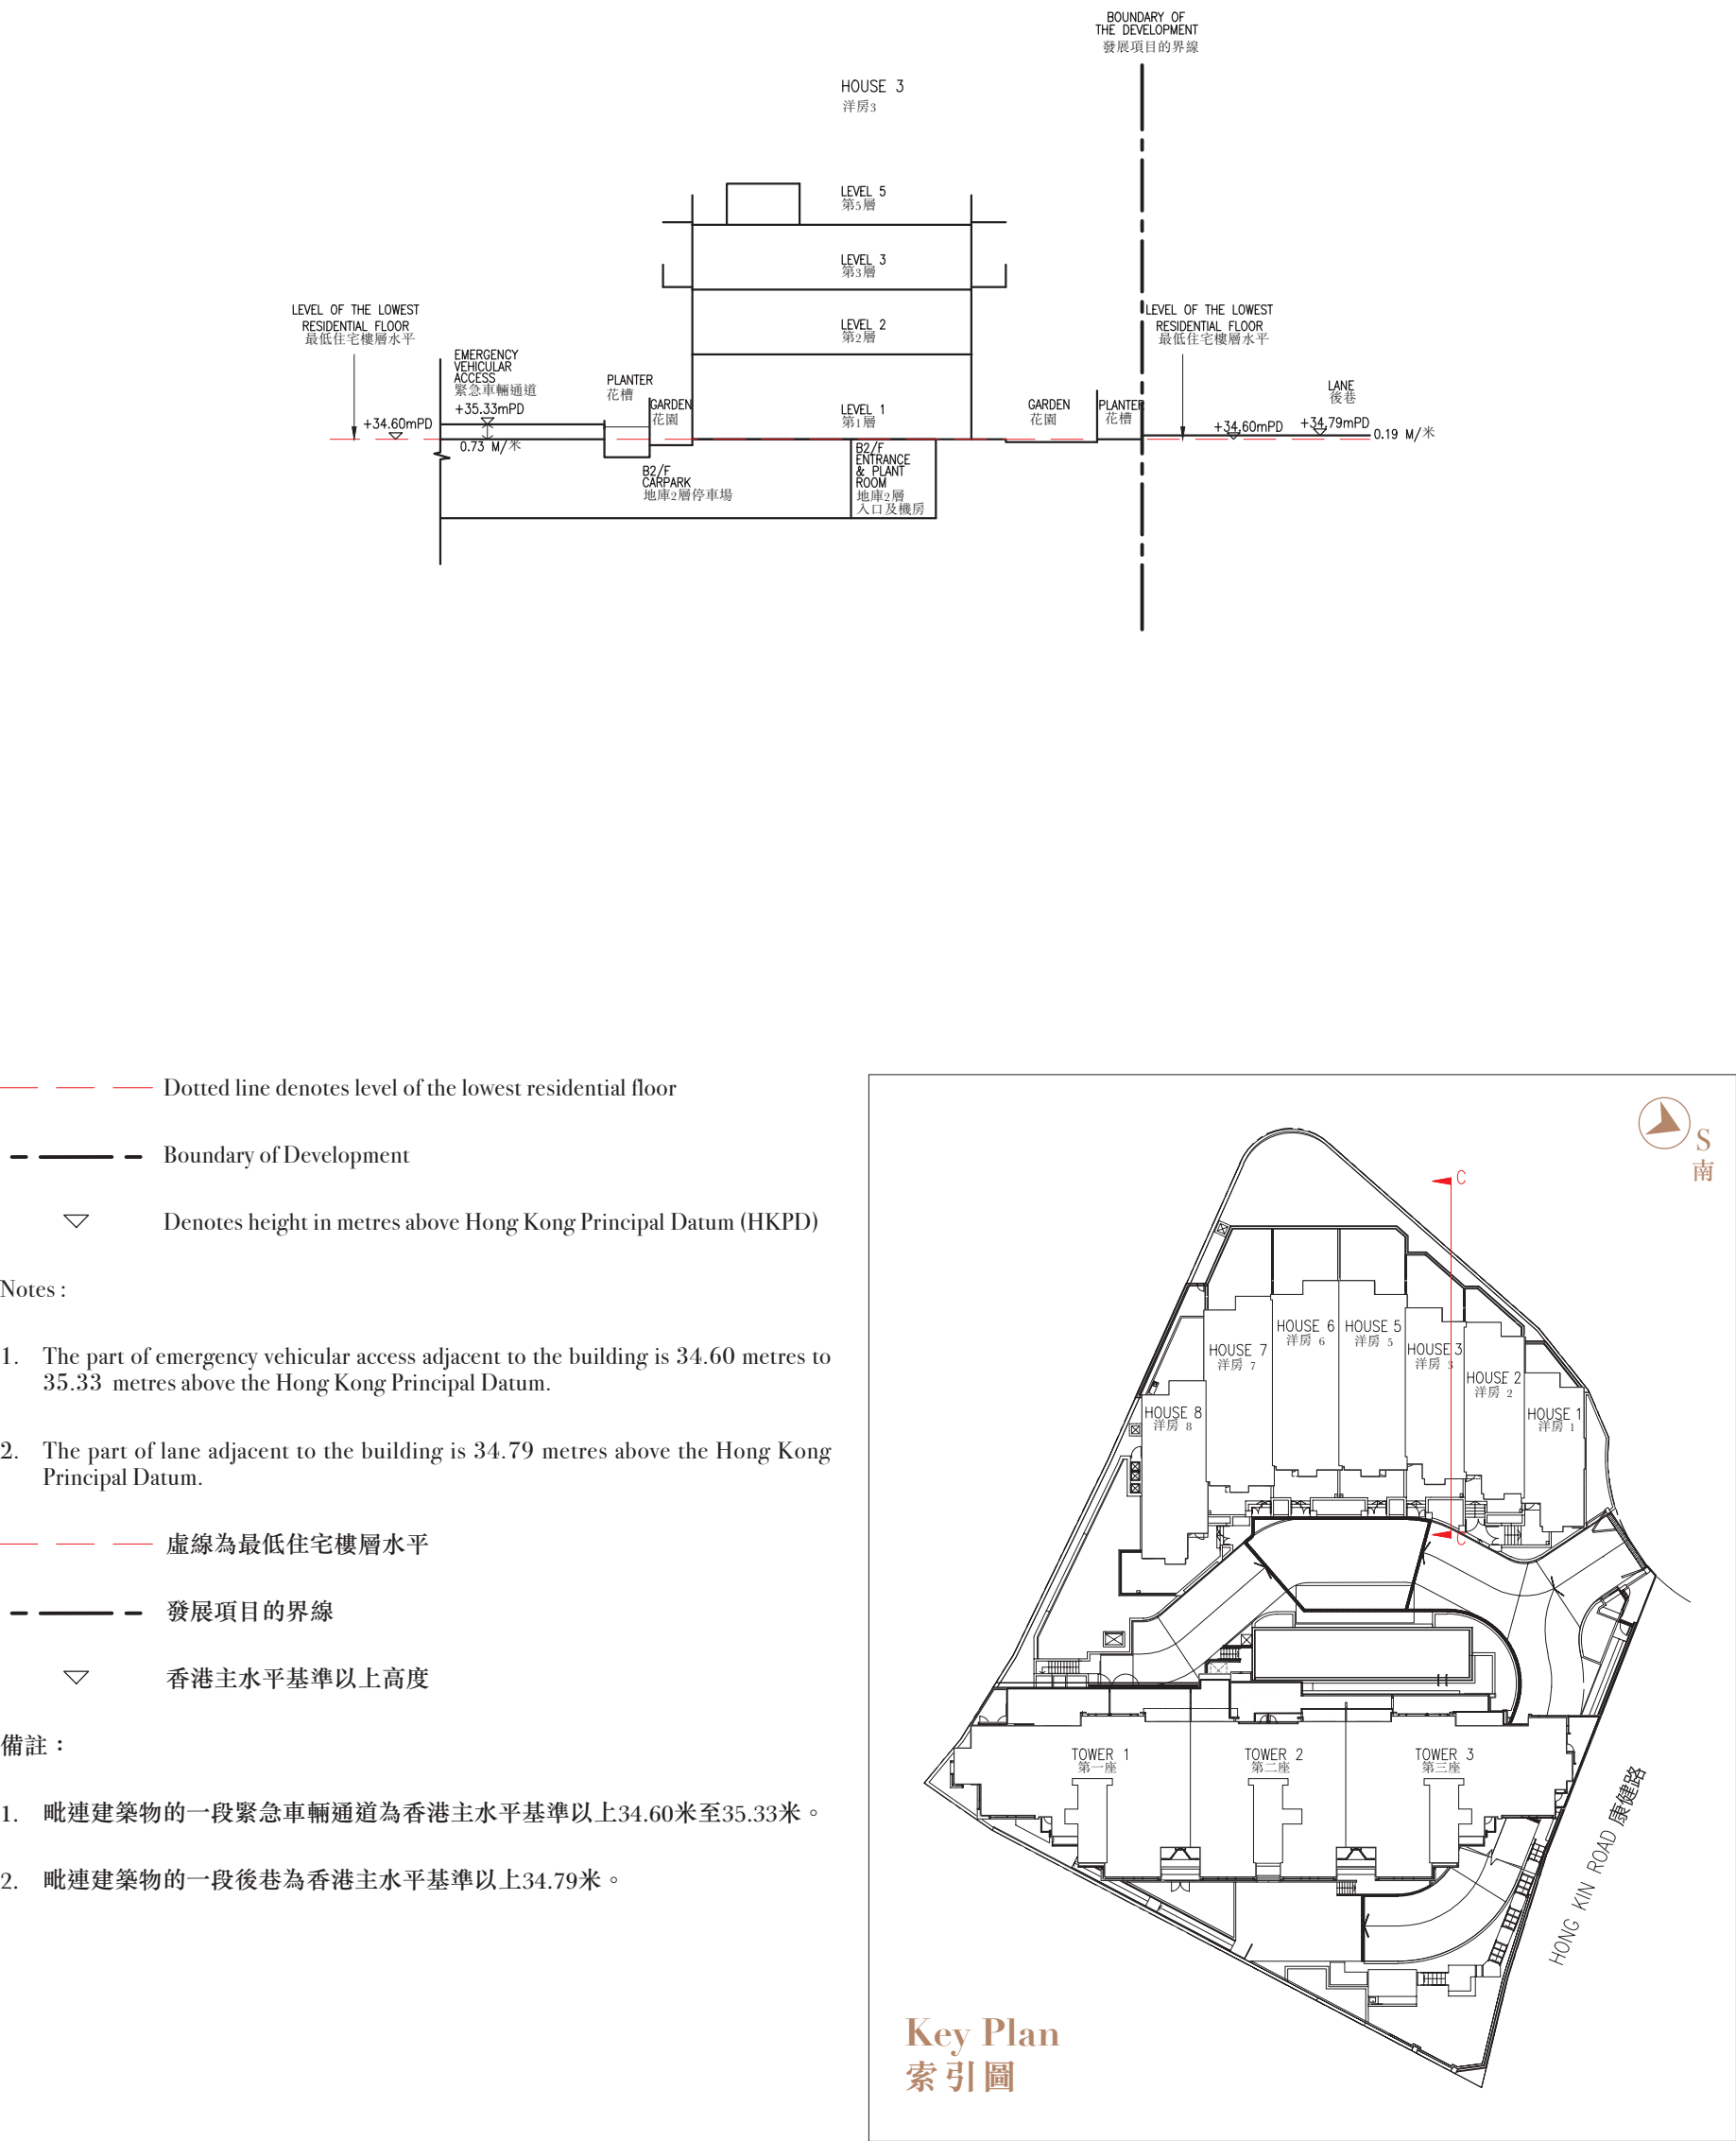 BOUNDARY OF
THE DEVELOPMENT
發展項目的界線
HOUSE 3
洋房3
LEVEL 5
第5層
LEVEL 3
第3層
LEVEL 2
第2層
LEVEL 1
第1層
LEVEL OF THE LOWEST
RESIDENTIAL FLOOR
最低住宅樓層水平
+34.60mPD
EMERGENCY
VEHICULAR
ACCESS
緊急車輛通道
+35.33mPD
0.73 M/米
PLANTER
花槽
GARDEN
花園
B2/F
CARPARK
地庫2層停車場
B2/F
ENTRANCE
& PLANT
ROOM
地庫2層
入口及機房
GARDEN
花園
PLANTER
花槽
LEVEL OF THE LOWEST
RESIDENTIAL FLOOR
最低住宅樓層水平
+34.60mPD
LANE
後巷
+34.79mPD
0.19 M/米
Dotted line denotes level of the lowest residential floor
Boundary of Development
Denotes height in metres above Hong Kong Principal Datum (HKPD)
Notes :
1. The part of emergency vehicular access adjacent to the building is 34.60 metres to
35.33 metres above the Hong Kong Principal Datum.
2. The part of lane adjacent to the building is 34.79 metres above the Hong Kong
Principal Datum.
虛線為最低住宅樓層水平
發展項目的界線
香港主水平基準以上高度
備註：
1. 毗連建築物的一段緊急車輛通道為香港主水平基準以上34.60米至35.33米。
2. 毗連建築物的一段後巷為香港主水平基準以上34.79米。
S
南
C
HOUSE 6
洋房 6
HOUSE 5
洋房 5
HOUSE 7
洋房 7
HOUSE 3
洋房 3
HOUSE 2
洋房 2
HOUSE 8
洋房 8
HOUSE 1
洋房 1
C
TOWER 1
第一座
TOWER 2
第二座
TOWER 3
第三座
HONG KIN ROAD 康健路
Key Plan
索引圖